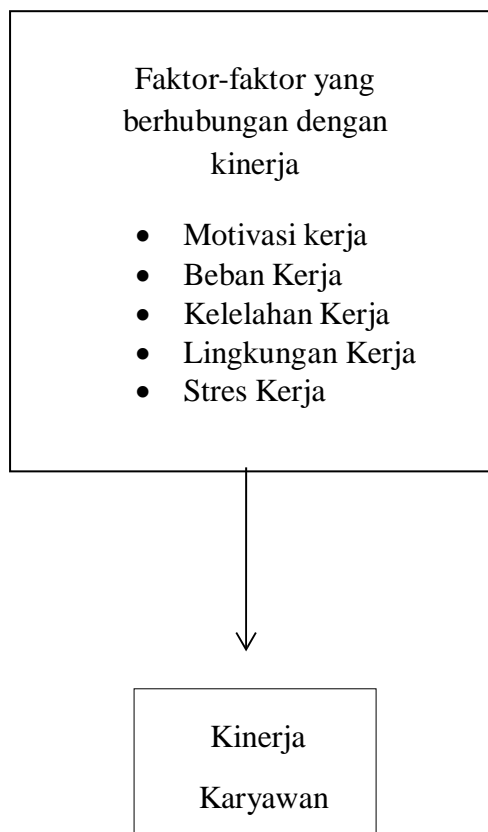 Faktor-faktor yang
berhubungan dengan
kinerja
• Motivasi kerja
• Beban Kerja
• Kelelahan Kerja
• Lingkungan Kerja
• Stres Kerja
Kinerja
Karyawan